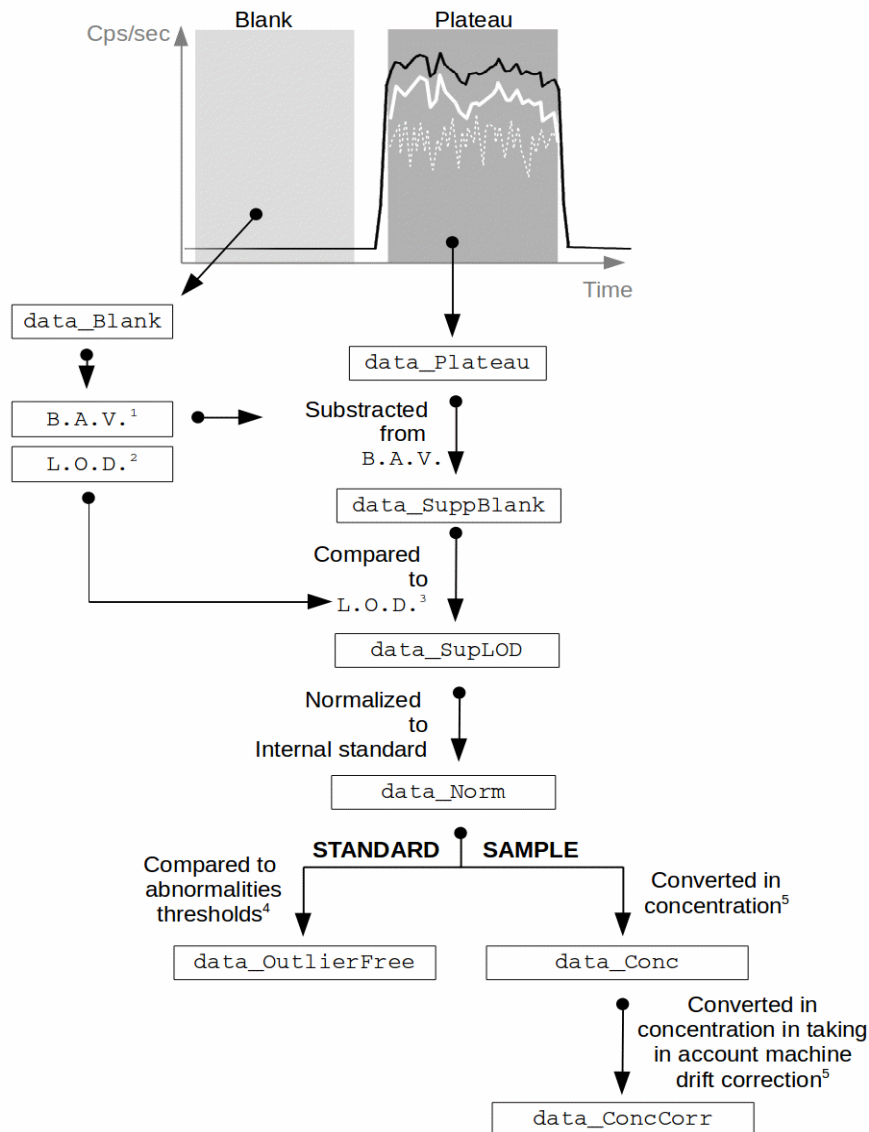 Blank
Plateau
Cps/sec
Time
data_Blank
data_Plateau
B.A.V.¹
Substracted
from
B.A.V.
L.O.D.²
data_SuppBlank
Compared
to
L.O.D.³
data_SupLOD
Normalized
to
Internal standard
data_Norm
STANDARD
SAMPLE
Compared to
abnormalities
thresholds⁴
Converted in
concentration⁵
data_OutlierFree
data_Conc
Converted in
concentration in taking
in account machine
drift correction⁵
data_ConcCorr